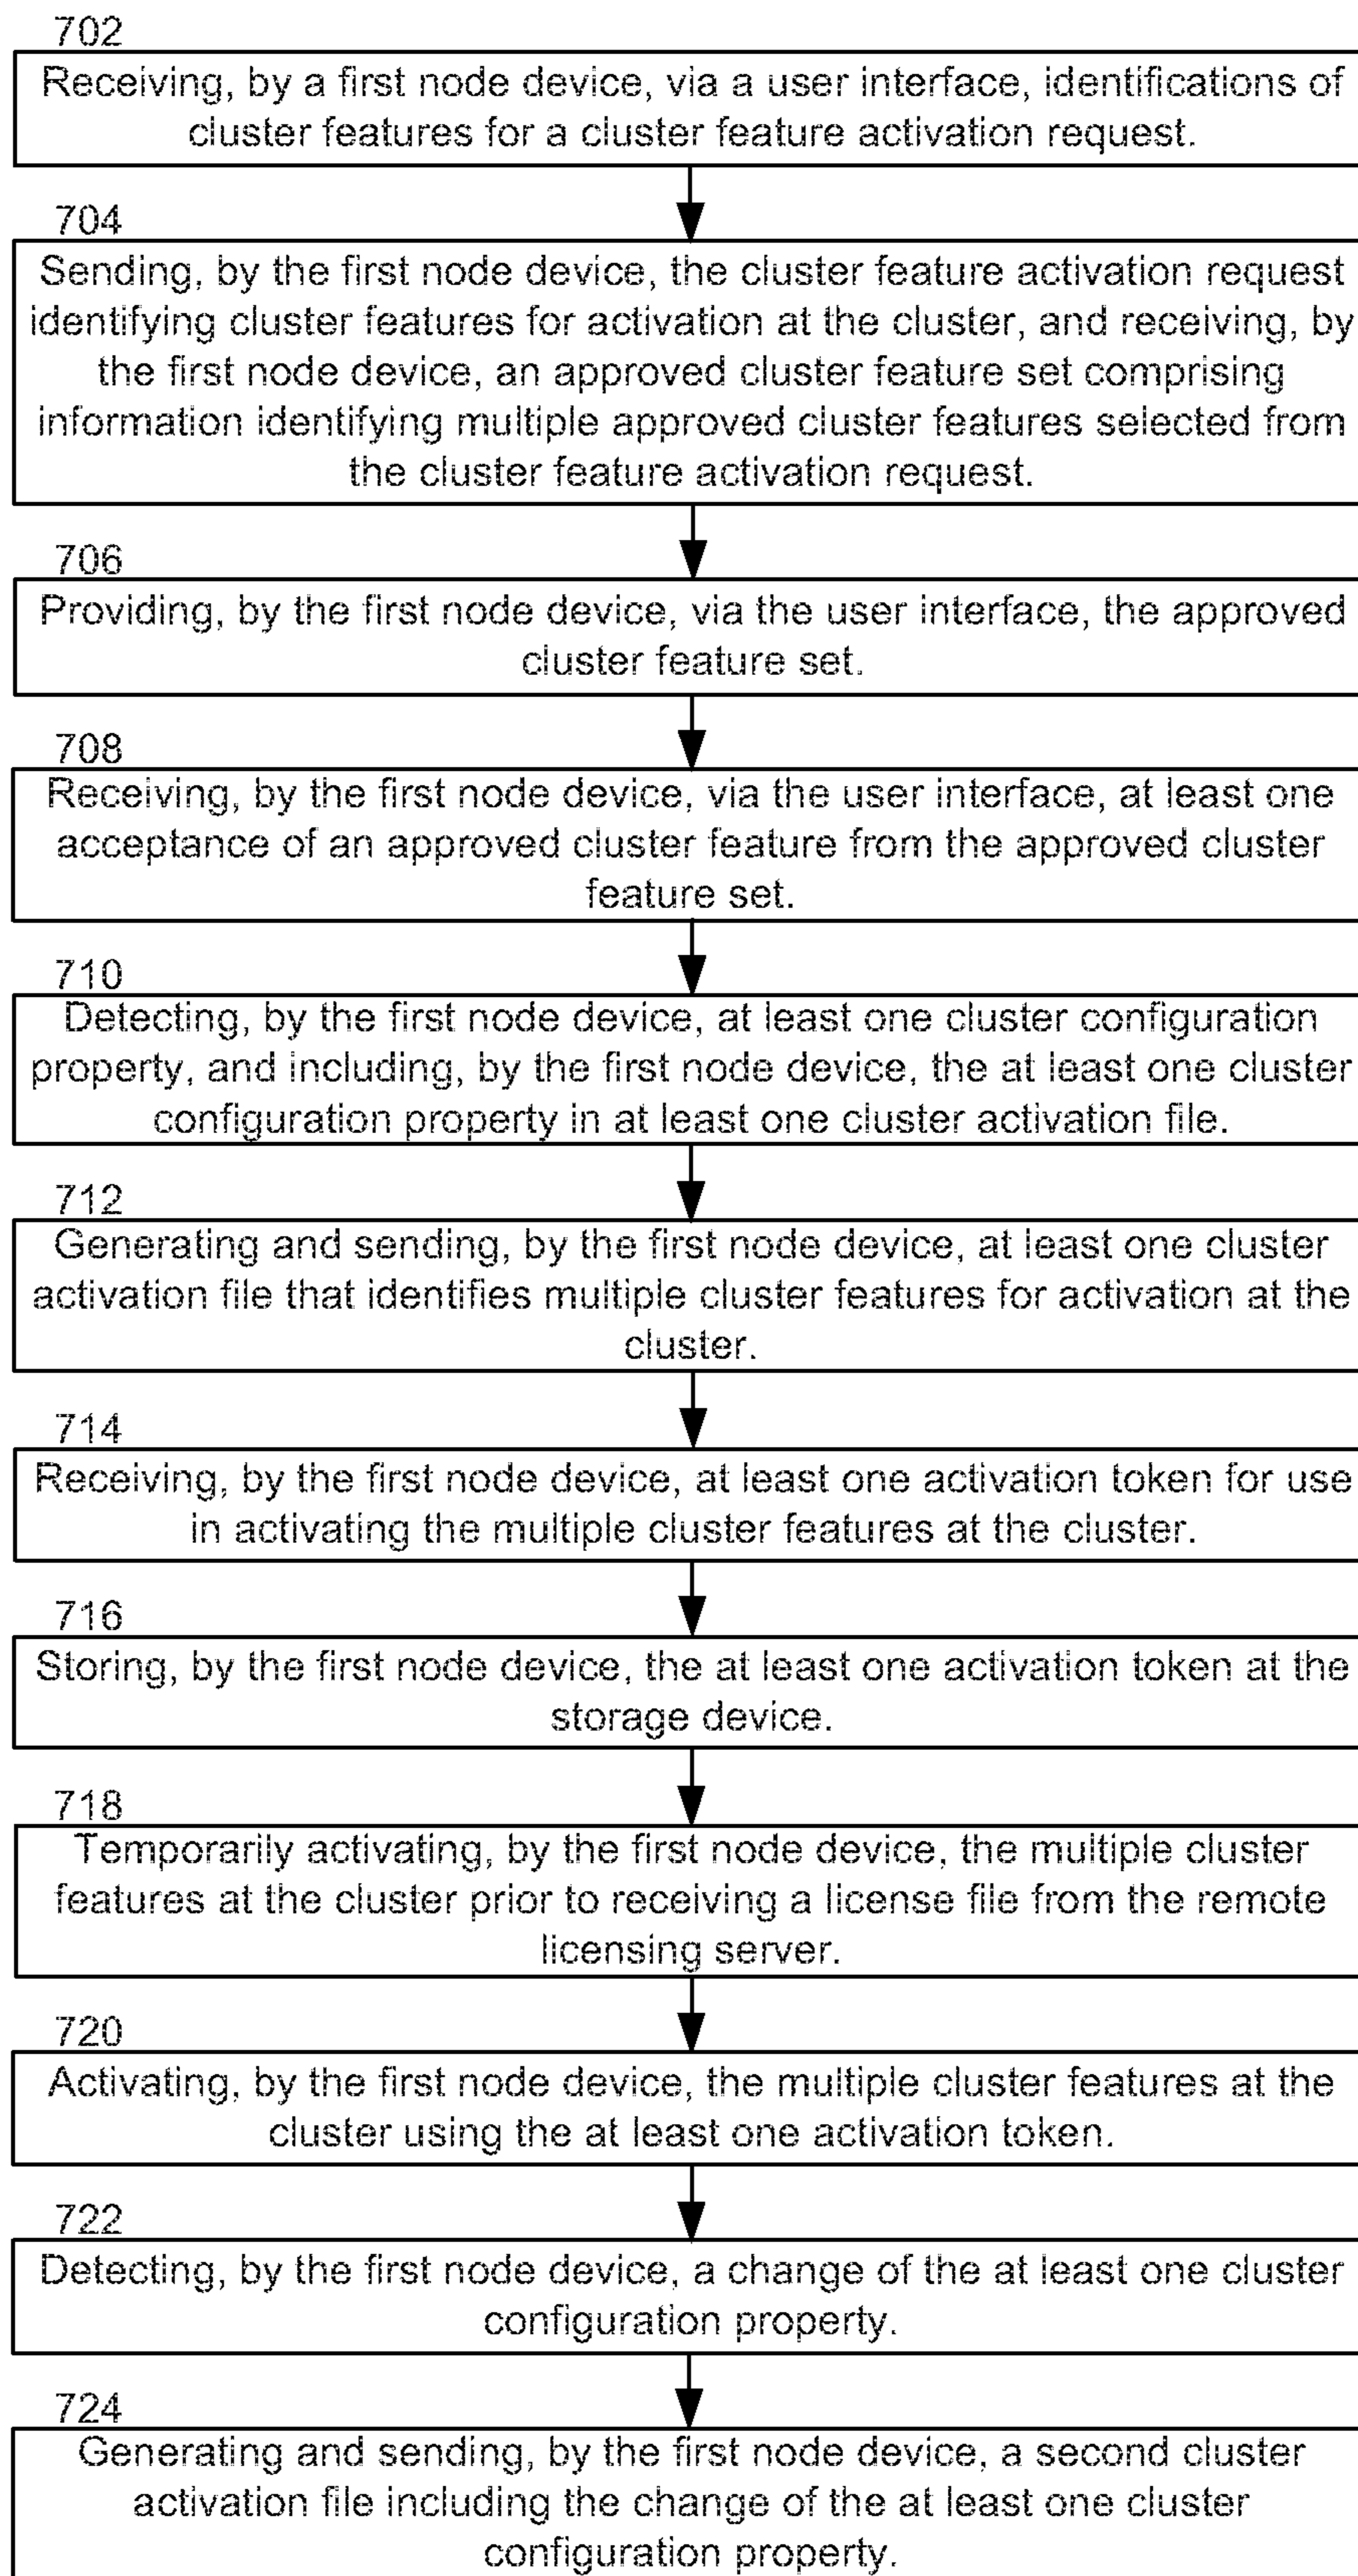 702
Receiving, by a first node device, via a user interface, identifications of
cluster features for a cluster feature activation request.
704
Sending, by the first node device, the cluster feature activation request
identifying cluster features for activation at the cluster, and receiving, by
the first node device, an approved cluster feature set comprising
information identifying multiple approved cluster features selected from
the cluster feature activation request.
706
Providing, by the first node device, via the user interface, the approved
cluster feature set.
708
Receiving, by the first node device, via the user interface, at least one
acceptance of an approved cluster feature from the approved cluster
feature set.
710
Detecting, by the first node device, at least one cluster configuration
property, and including, by the first node device, the at least one cluster
configuration property in at least one cluster activation file.
712
Generating and sending, by the first node device, at least one cluster
activation file that identifies multiple cluster features for activation at the
cluster.
714
Receiving, by the first node device, at least one activation token for use
in activating the multiple cluster features at the cluster.
716
Storing, by the first node device, the at least one activation token at the
storage device.
718
Temporarily activating, by the first node device, the multiple cluster
features at the cluster prior to receiving a license file from the remote
licensing server.
720
Activating, by the first node device, the multiple cluster features at the
cluster using the at least one activation token.
722
Detecting, by the first node device, a change of the at least one cluster
configuration property.
724
Generating and sending, by the first node device, a second cluster
activation file including the change of the at least one cluster
configuration property.